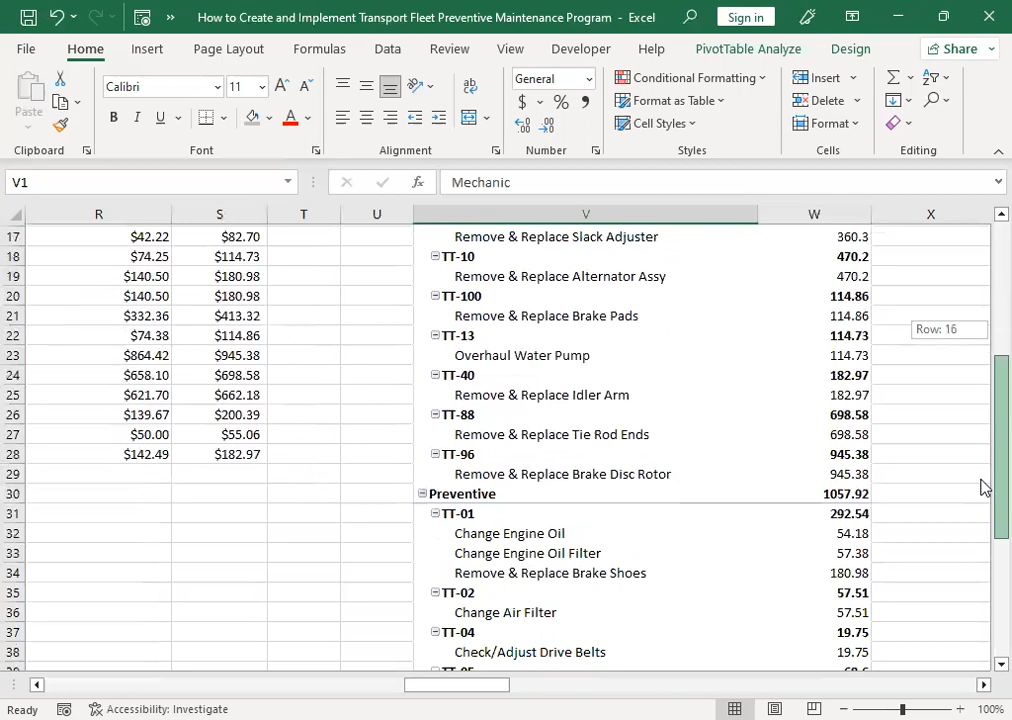 How to Create and Implement Transport Fleet Preventive Maintenance Program - Excel Sign in
File Home Insert Page Layout Formulas Data Review View Developer Help PivotTable Analyze Design Share
Paste Calibri 11 A A ab General Conditional Formatting Insert Σ
B I U A $ % , Format as Table Delete
Cell Styles Format
Clipboard Font Alignment Number Styles Cells Editing
V1 fx Mechanic
R S T U V W X
17 $42.22 $82.70 Remove & Replace Slack Adjuster 360.3
18 $74.25 $114.73 TT-10 470.2
19 $140.50 $180.98 Remove & Replace Alternator Assy 470.2
20 $140.50 $180.98 TT-100 114.86
21 $332.36 $413.32 Remove & Replace Brake Pads 114.86 Row: 16
22 $74.38 $114.86 TT-13 114.73
23 $864.42 $945.38 Overhaul Water Pump 114.73
24 $658.10 $698.58 TT-40 182.97
25 $621.70 $662.18 Remove & Replace Idler Arm 182.97
26 $139.67 $200.39 TT-88 698.58
27 $50.00 $55.06 Remove & Replace Tie Rod Ends 698.58
28 $142.49 $182.97 TT-96 945.38
29 Remove & Replace Brake Disc Rotor 945.38
30 Preventive 1057.92
31 TT-01 292.54
32 Change Engine Oil 54.18
33 Change Engine Oil Filter 57.38
34 Remove & Replace Brake Shoes 180.98
35 TT-02 57.51
36 Change Air Filter 57.51
37 TT-04 19.75
38 Check/Adjust Drive Belts 19.75
Ready Accessibility: Investigate 100%